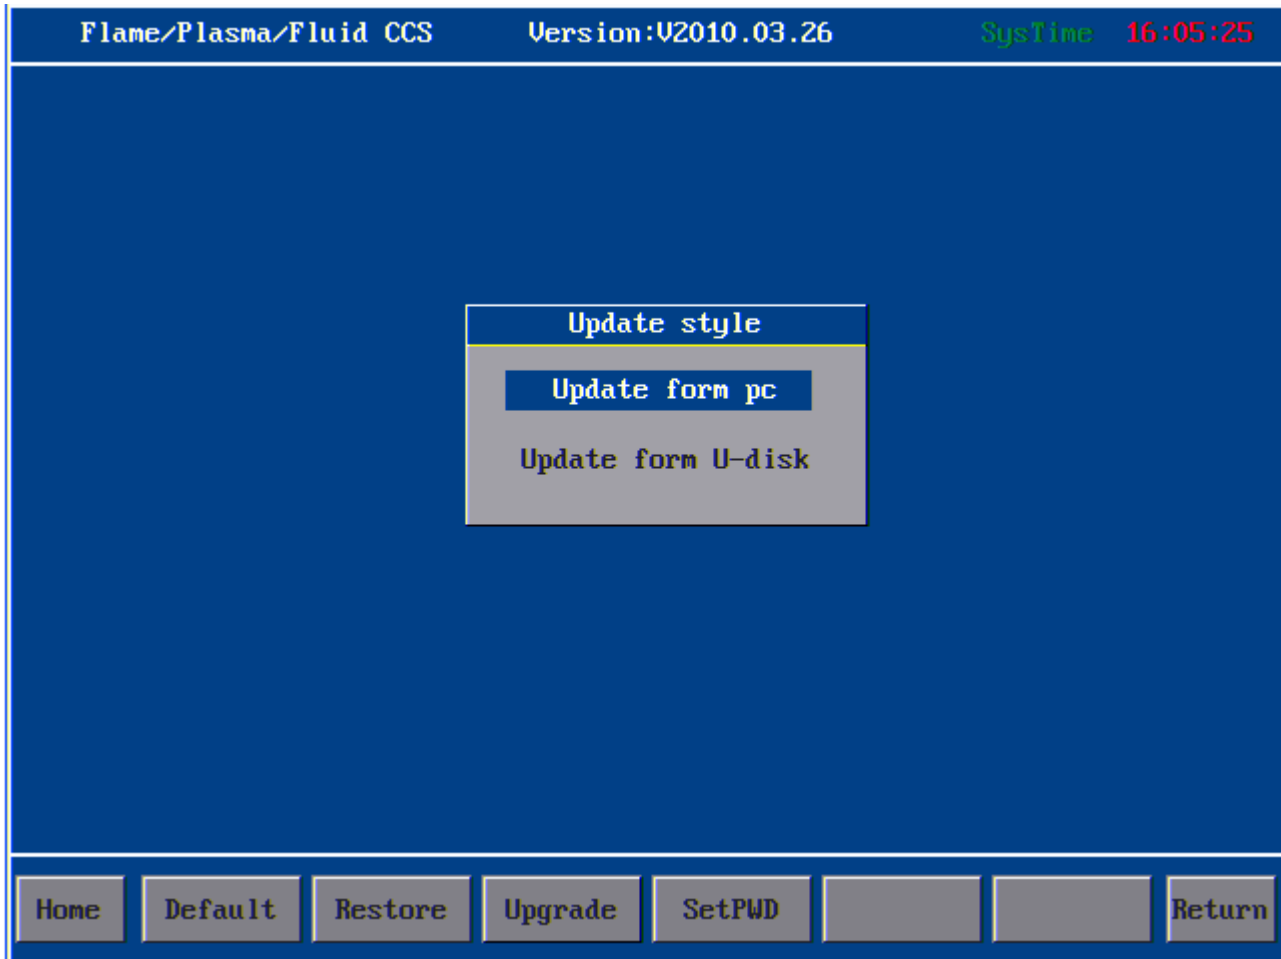 Flame/Plasma/Fluid CCS Version:V2010.03.26 SysTime 16:05:25
Update style
Update form pc
Update form U-disk
Home Default Restore Upgrade SetPWD Return